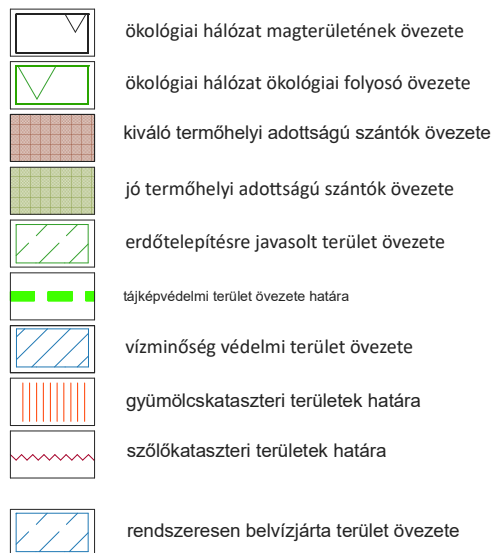 ökológiai hálózat magterületének övezete
ökológiai hálózat ökológiai folyosó övezete
kiváló termőhelyi adottságú szántók övezete
jó termőhelyi adottságú szántók övezete
erdőtelepítésre javasolt terület övezete
tájképvédelmi terület övezete határa
vízminőség védelmi terület övezete
gyümölcskataszteri területek határa
szőlőkataszteri területek határa
rendszeresen belvízjárta terület övezete